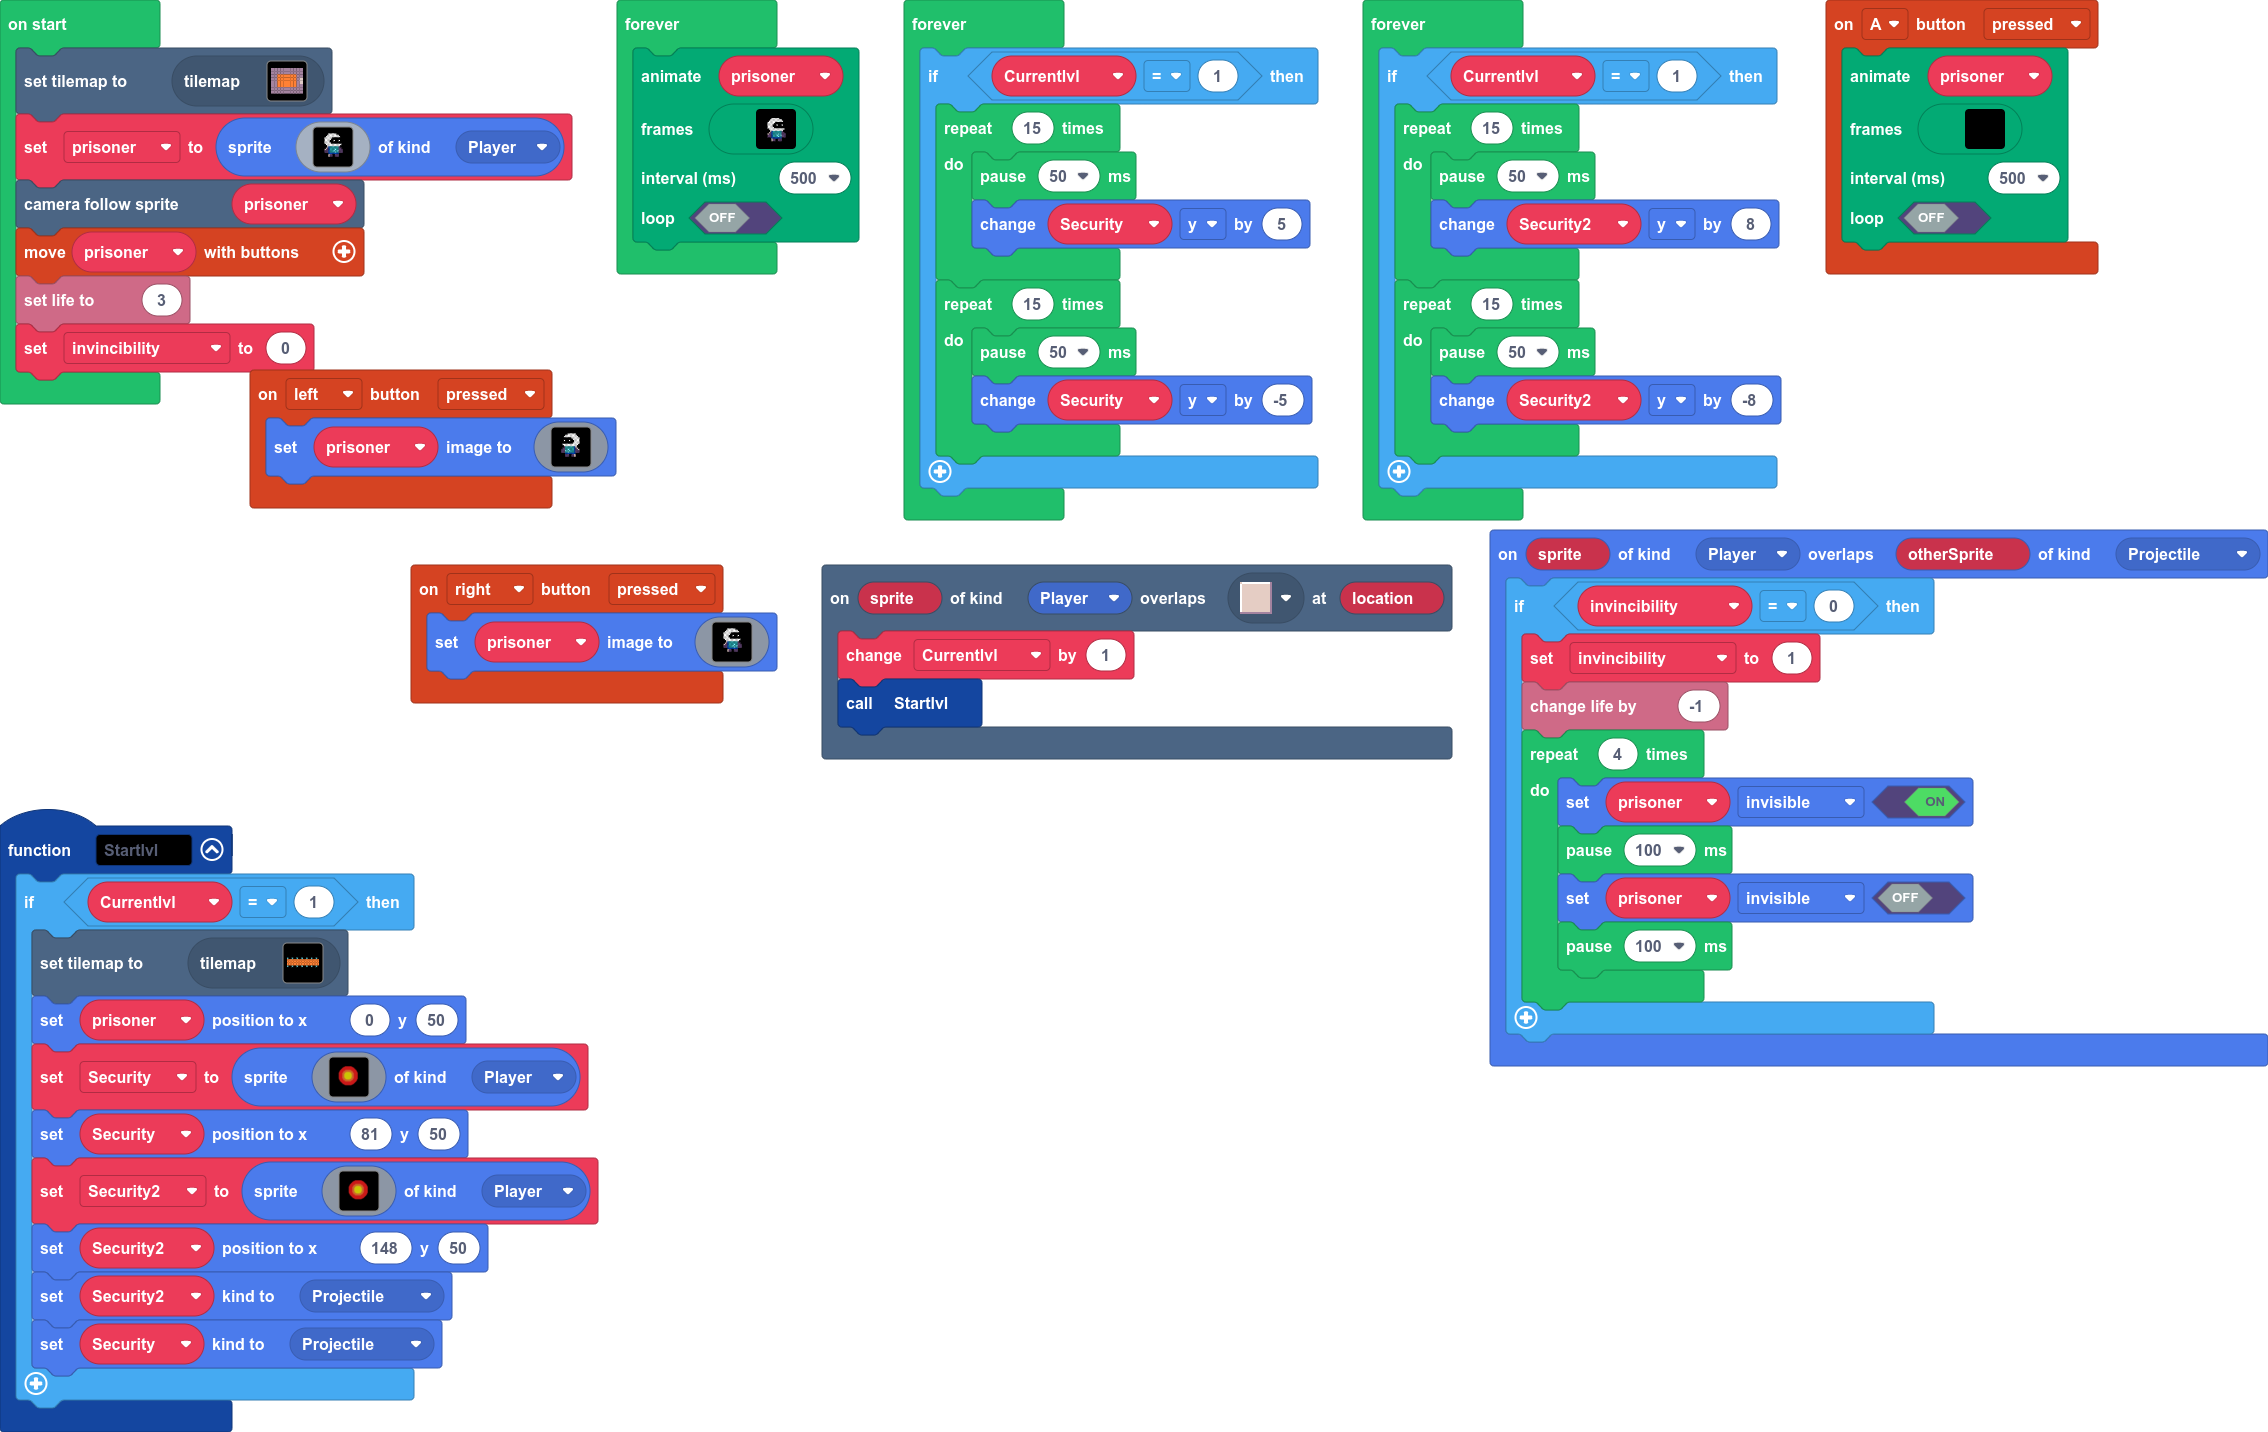 on start
set tilemap to tilemap
set prisoner to sprite of kind Player
camera follow sprite prisoner
move prisoner with buttons
set life to 3
set invincibility to 0
on left button pressed
set prisoner image to
forever
animate prisoner
frames
interval (ms) 500
loop OFF
forever
if Currentlvl = 1 then
repeat 15 times
do
pause 50 ms
change Security y by 5
repeat 15 times
do
pause 50 ms
change Security y by -5
forever
if Currentlvl = 1 then
repeat 15 times
do
pause 50 ms
change Security2 y by 8
repeat 15 times
do
pause 50 ms
change Security2 y by -8
on A button pressed
animate prisoner
frames
interval (ms) 500
loop OFF
on right button pressed
set prisoner image to
on sprite of kind Player overlaps at location
change Currentlvl by 1
call Startlvl
on sprite of kind Player overlaps otherSprite of kind Projectile
if invincibility = 0 then
set invincibility to 1
change life by -1
repeat 4 times
do
set prisoner invisible ON
pause 100 ms
set prisoner invisible OFF
pause 100 ms
function Startlvl
if Currentlvl = 1 then
set tilemap to tilemap
set prisoner position to x 0 y 50
set Security to sprite of kind Player
set Security position to x 81 y 50
set Security2 to sprite of kind Player
set Security2 position to x 148 y 50
set Security2 kind to Projectile
set Security kind to Projectile